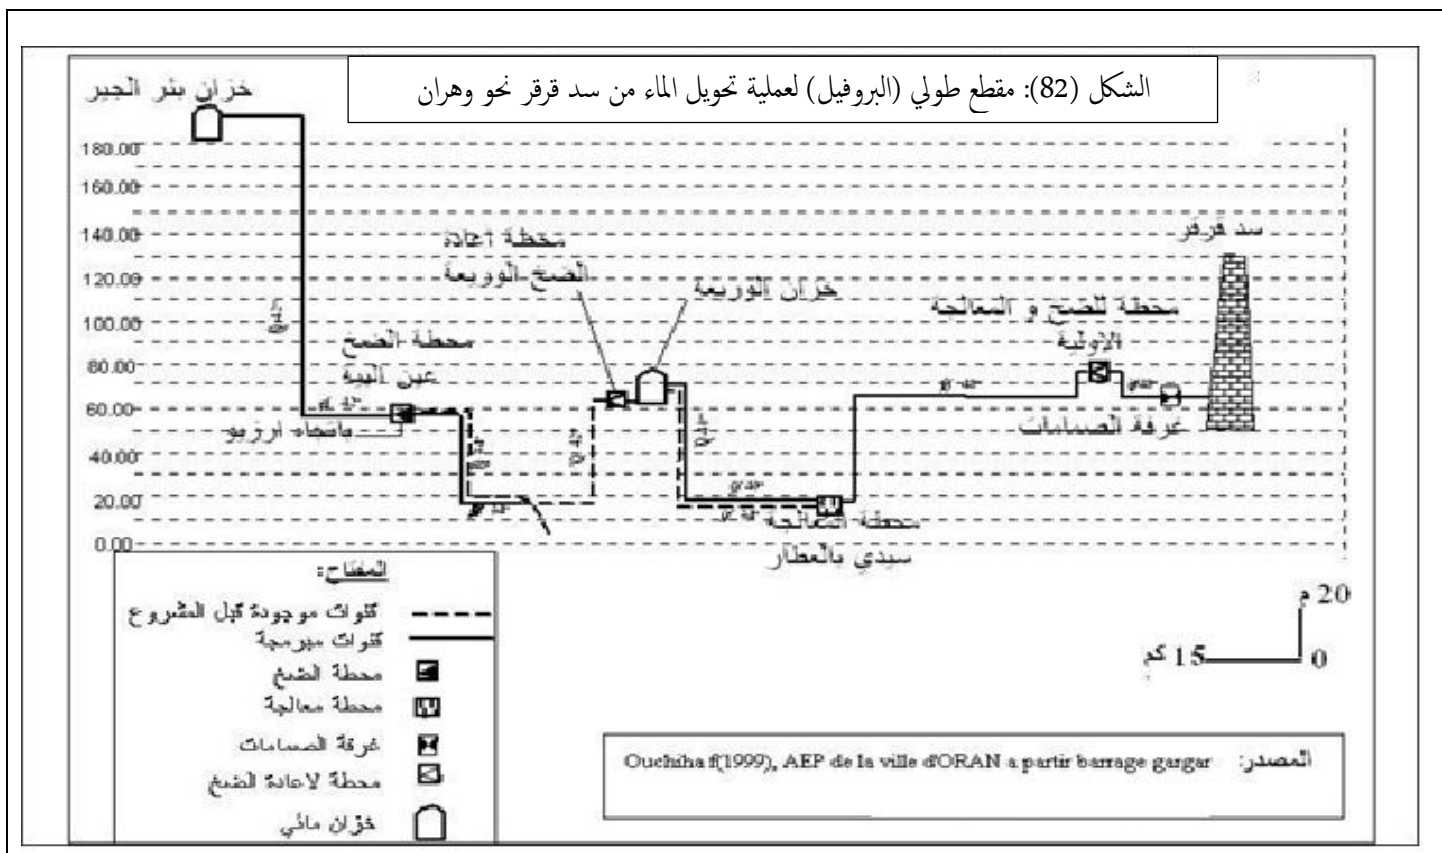 الشكل (82): مقطع طولي (البروفيل) لعملية تحويل الماء من سد قرقر نحو وهران
خزان بئر الجير
180.00
160.00
140.00
120.00
100.00
80.00
60.00
40.00
20.00
0.00
سد قرقر
محطة اعادة
الضخ الوريعة
خزان الوريعة
محطة للضخ و المعالجة
الاولية
محطة الضخ
عين البية
باتجاه ارزيو
غرفة الصمامات
محطة المعالجة
سيدي بالعطار
المفتاح:
قنوات موجودة قبل المشروع
قنوات مبرمجة
محطة الضخ
محطة معالجة
غرفة الصمامات
محطة لاعادة الضخ
خزان مائي
20 م
15 كم
0
المصدر: Ouchiha f(1999), AEP de la ville d'ORAN a partir barrage gargar